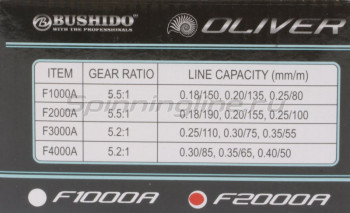 BUSHIDO
WITH THE PROFESSIONALS
OLIVER
ITEM GEAR RATIO LINE CAPACITY (mm/m)
F1000A 5.5:1 0.18/150, 0.20/135, 0.25/80
F2000A 5.5:1 0.18/190, 0.20/155, 0.25/100
F3000A 5.2:1 0.25/110, 0.30/75, 0.35/55
F4000A 5.2:1 0.30/85, 0.35/65, 0.40/50
F1000A F2000A